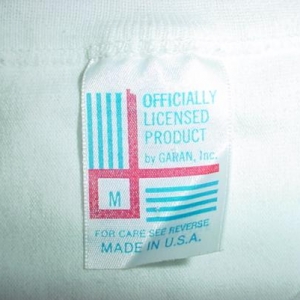 OFFICIALLY
LICENSED
PRODUCT
by GARAN, Inc.
M
FOR CARE SEE REVERSE
MADE IN U.S.A.